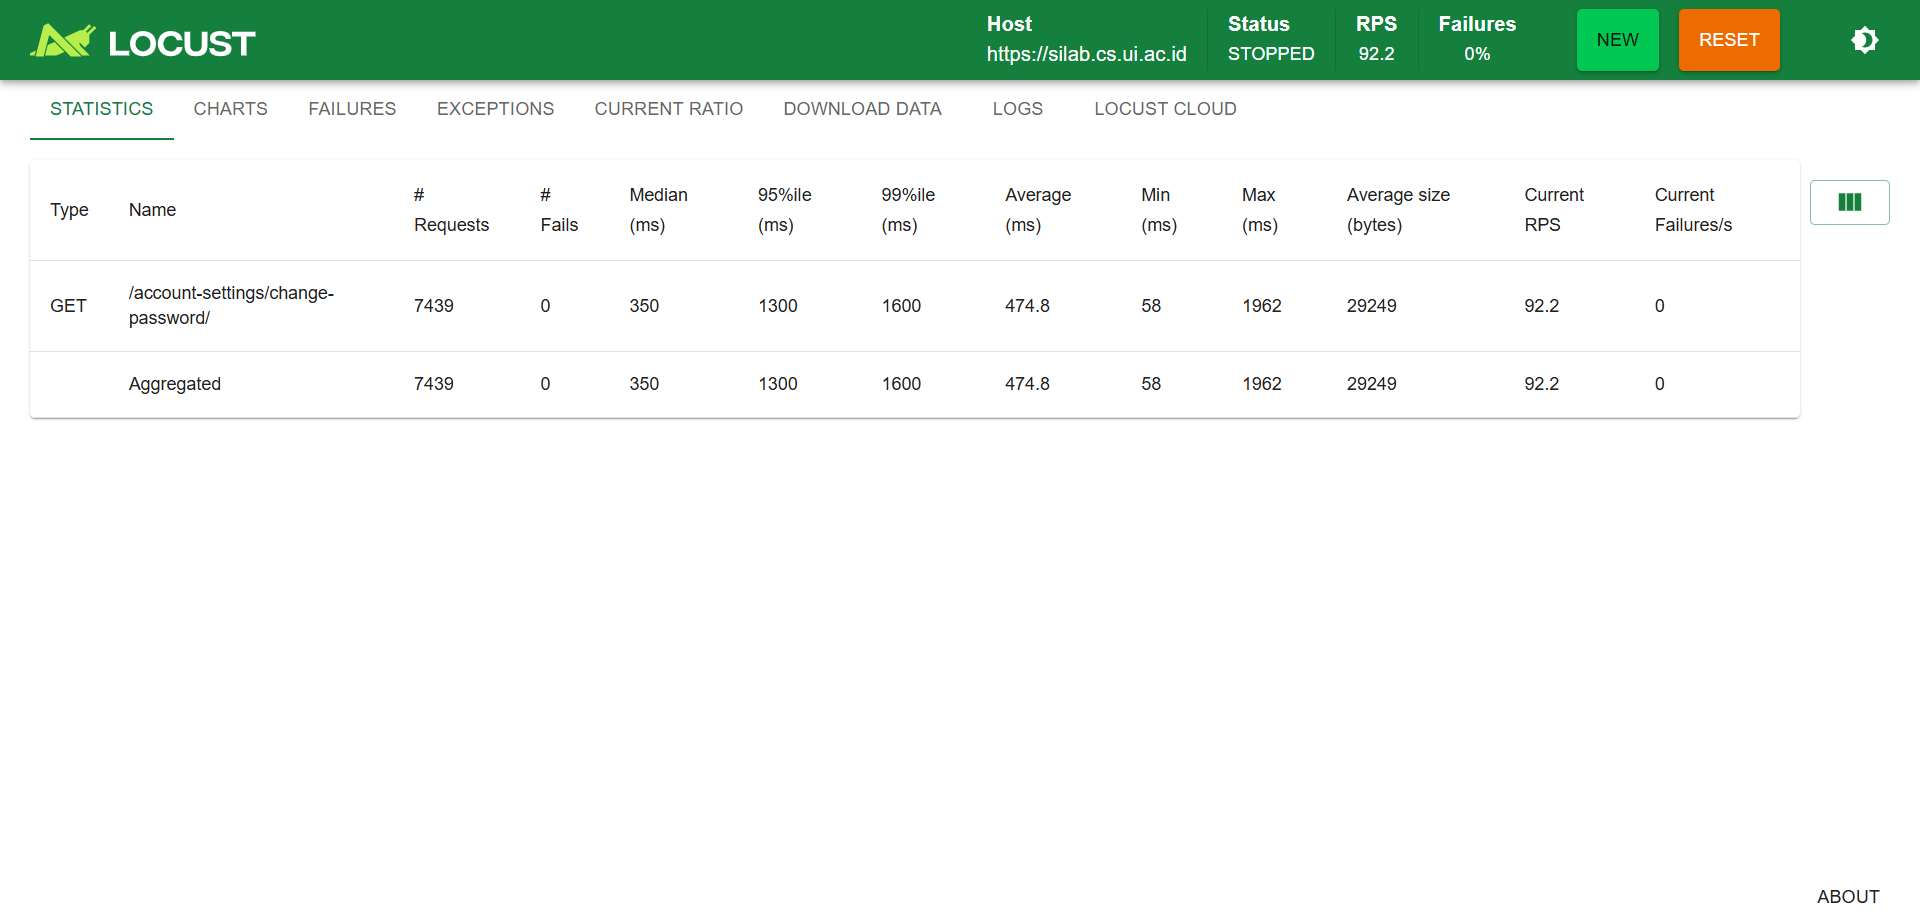 LOCUST
Host
https://silab.cs.ui.ac.id
Status
STOPPED
RPS
92.2
Failures
0%
NEW
RESET
STATISTICS CHARTS FAILURES EXCEPTIONS CURRENT RATIO DOWNLOAD DATA LOGS LOCUST CLOUD
Type Name # Requests # Fails Median (ms) 95%ile (ms) 99%ile (ms) Average (ms) Min (ms) Max (ms) Average size (bytes) Current RPS Current Failures/s
GET /account-settings/change-password/ 7439 0 350 1300 1600 474.8 58 1962 29249 92.2 0
Aggregated 7439 0 350 1300 1600 474.8 58 1962 29249 92.2 0
ABOUT